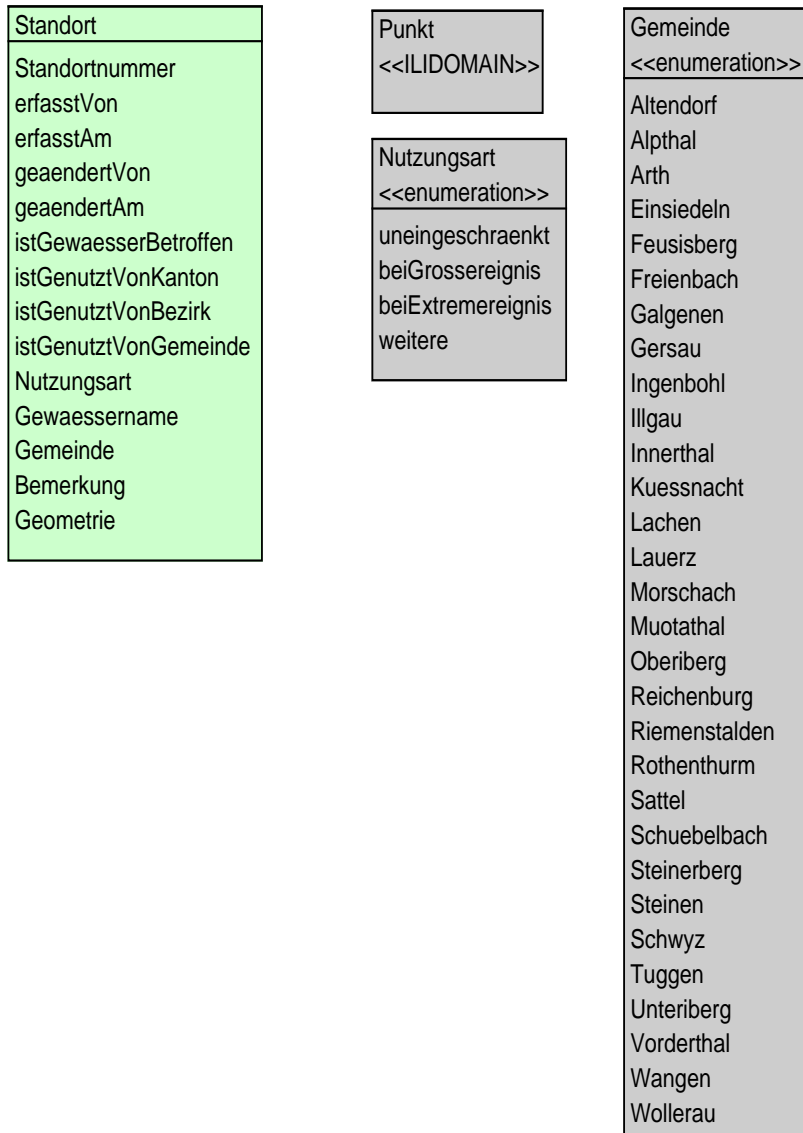 Standort
Standortnummer
erfasstVon
erfasstAm
geaendertVon
geaendertAm
istGewaesserBetroffen
istGenutztVonKanton
istGenutztVonBezirk
istGenutztVonGemeinde
Nutzungsart
Gewaessername
Gemeinde
Bemerkung
Geometrie
Punkt
<<ILIDOMAIN>>
Nutzungsart
<<enumeration>>
uneingeschraenkt
beiGrossereignis
beiExtremereignis
weitere
Gemeinde
<<enumeration>>
Altendorf
Alpthal
Arth
Einsiedeln
Feusisberg
Freienbach
Galgenen
Gersau
Ingenbohl
Illgau
Innerthal
Kuessnacht
Lachen
Lauerz
Morschach
Muotathal
Oberiberg
Reichenburg
Riemenstalden
Rothenthurm
Sattel
Schuebelbach
Steinerberg
Steinen
Schwyz
Tuggen
Unteriberg
Vorderthal
Wangen
Wollerau